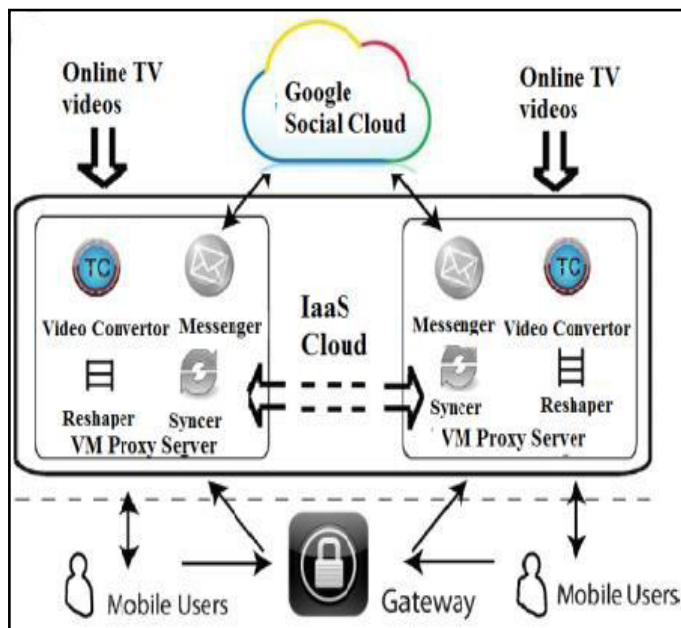 Online TV
videos
Google
Social Cloud
Online TV
videos
TC
Video Convertor
Messenger
Reshaper
Syncer
VM Proxy Server
IaaS
Cloud
Messenger
TC
Video Convertor
Syncer
Reshaper
VM Proxy Server
Mobile Users
Gateway
Mobile Users